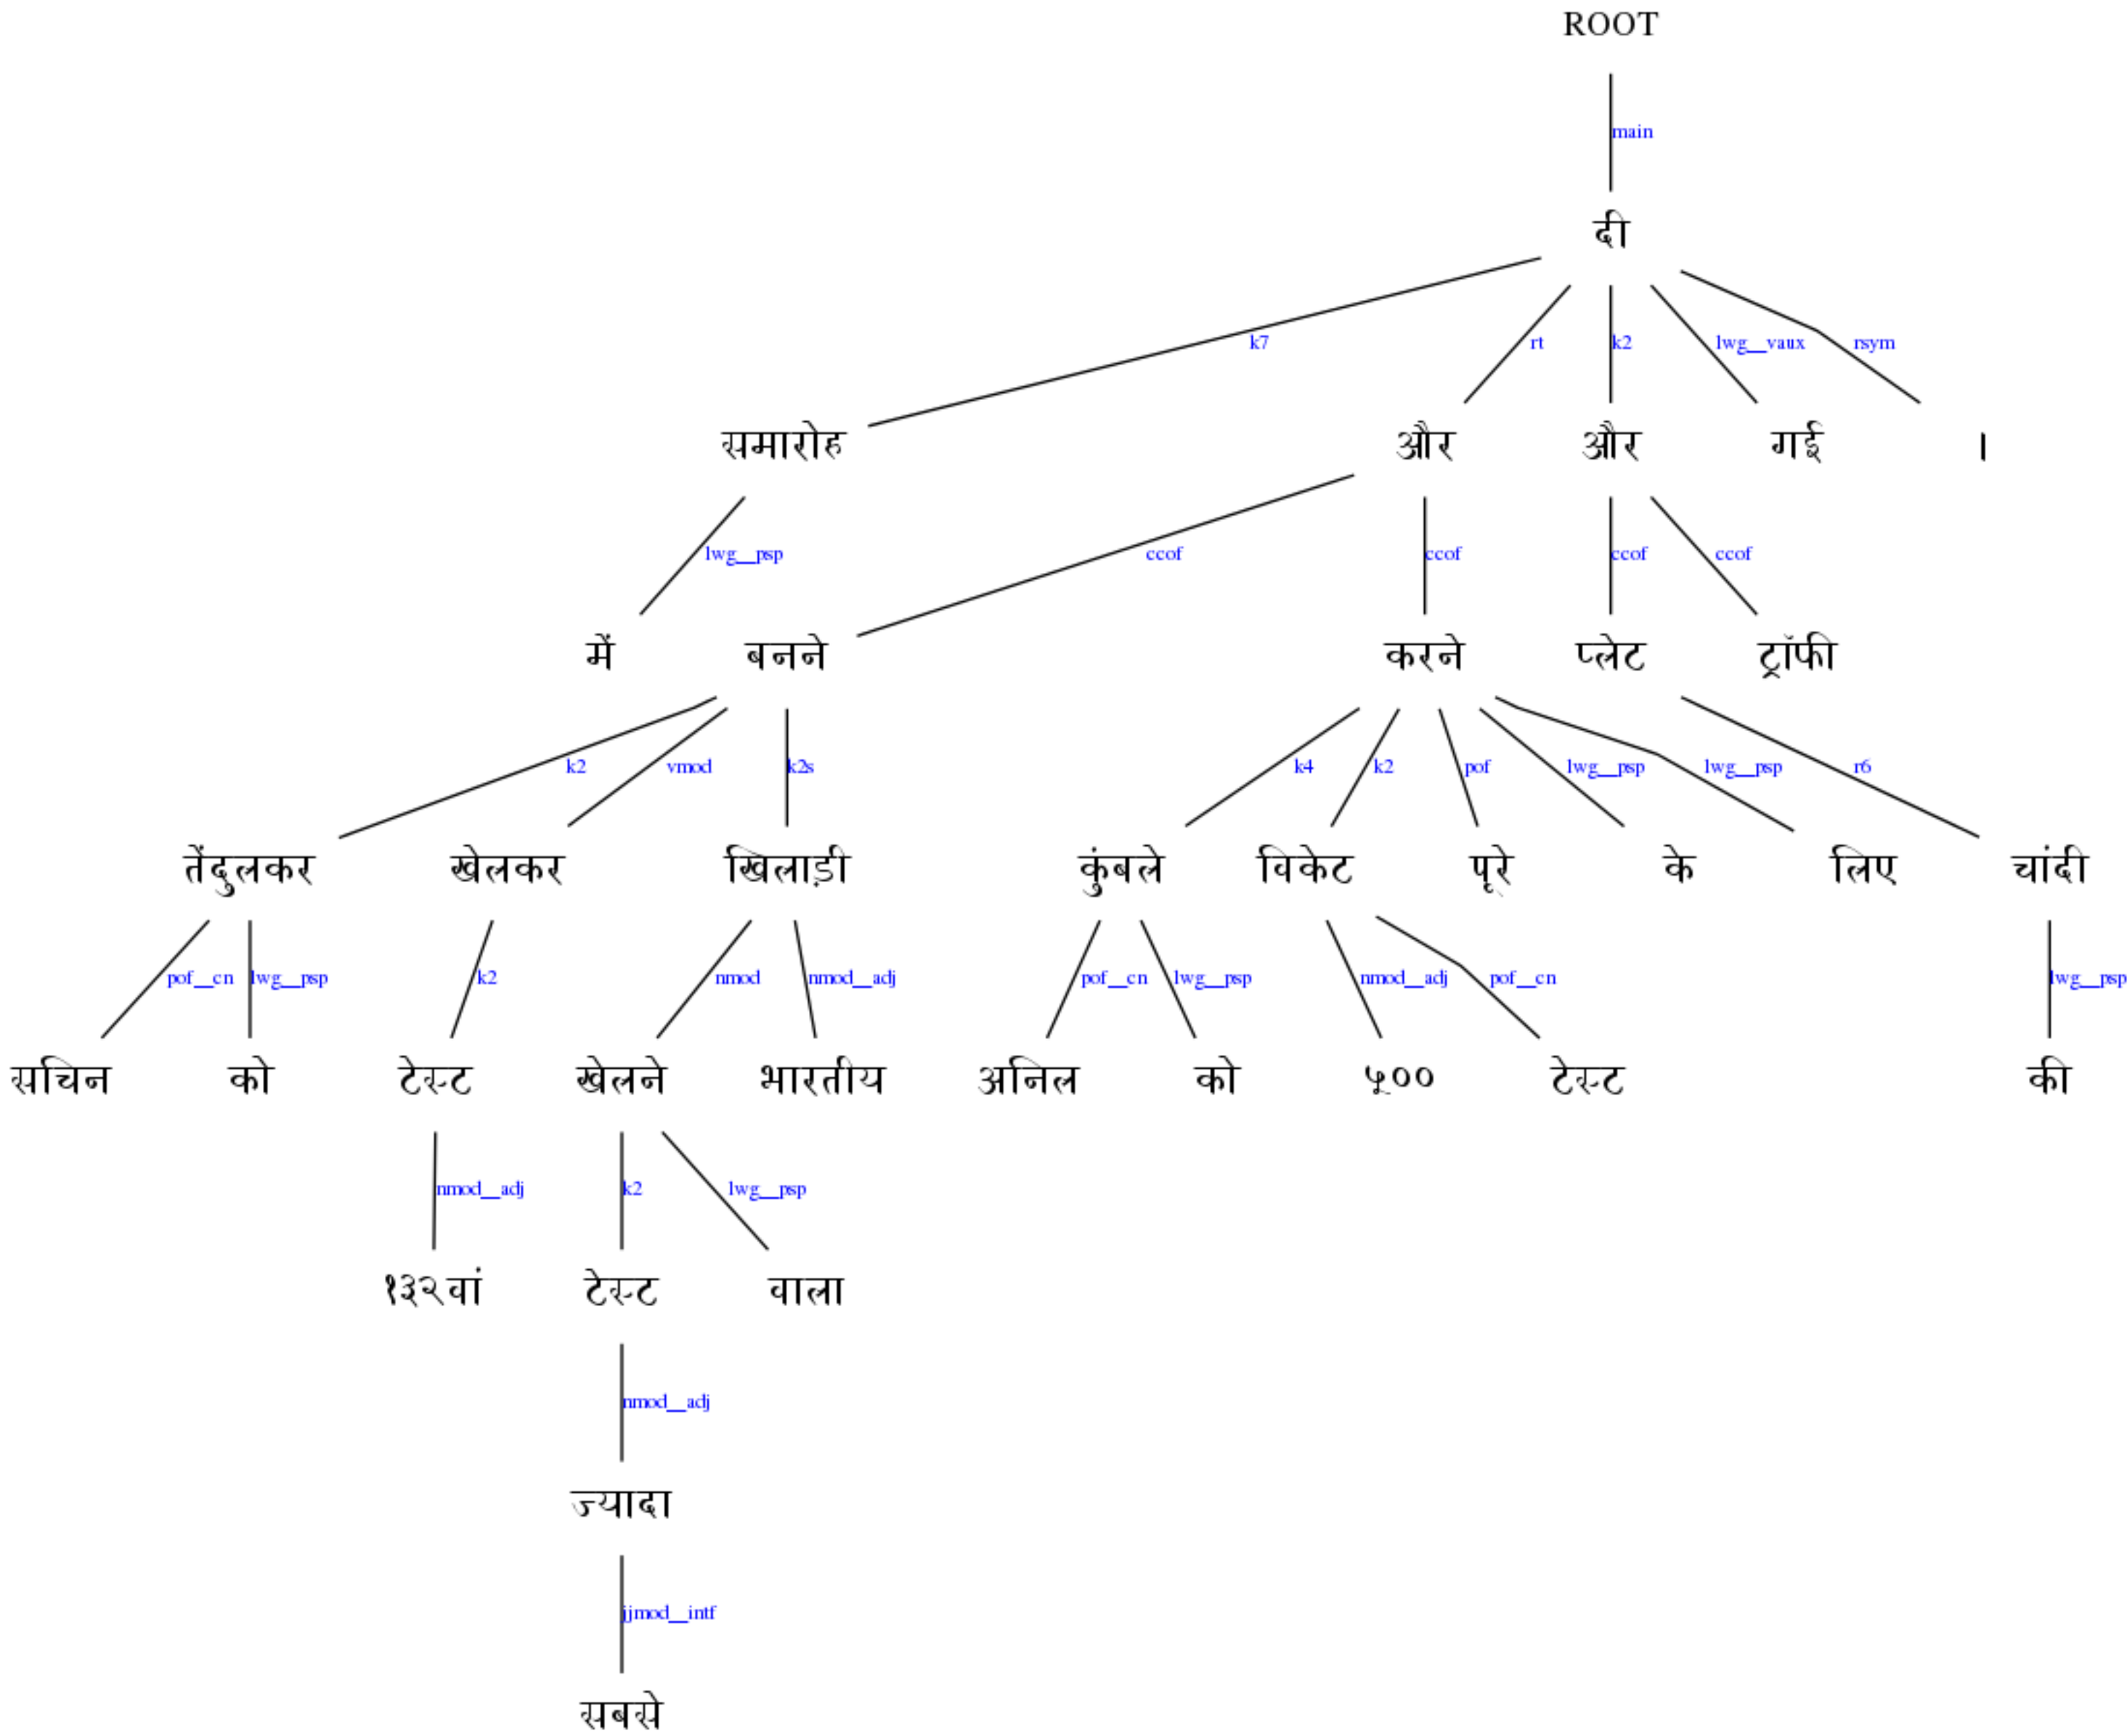 ROOT
main
दी
k7 rt k2 lwg__vaux rsym
समारोह और और गई ।
lwg__psp ccof ccof ccof ccof
में बनने करने प्लेट ट्रॉफी
k2 vmod k2s k4 k2 pof lwg__psp lwg__psp r6
तेंदुलकर खेलकर खिलाड़ी कुंबले विकेट पूरे के लिए चांदी
pof__cn lwg__psp k2 nmod nmod__adj pof__cn lwg__psp nmod__adj pof__cn lwg__psp
सचिन को टेस्ट खेलने भारतीय अनिल को ५०० टेस्ट की
nmod__adj k2 lwg__psp
१३२वां टेस्ट वाला
nmod__adj
ज्यादा
jjmod__intf
सबसे